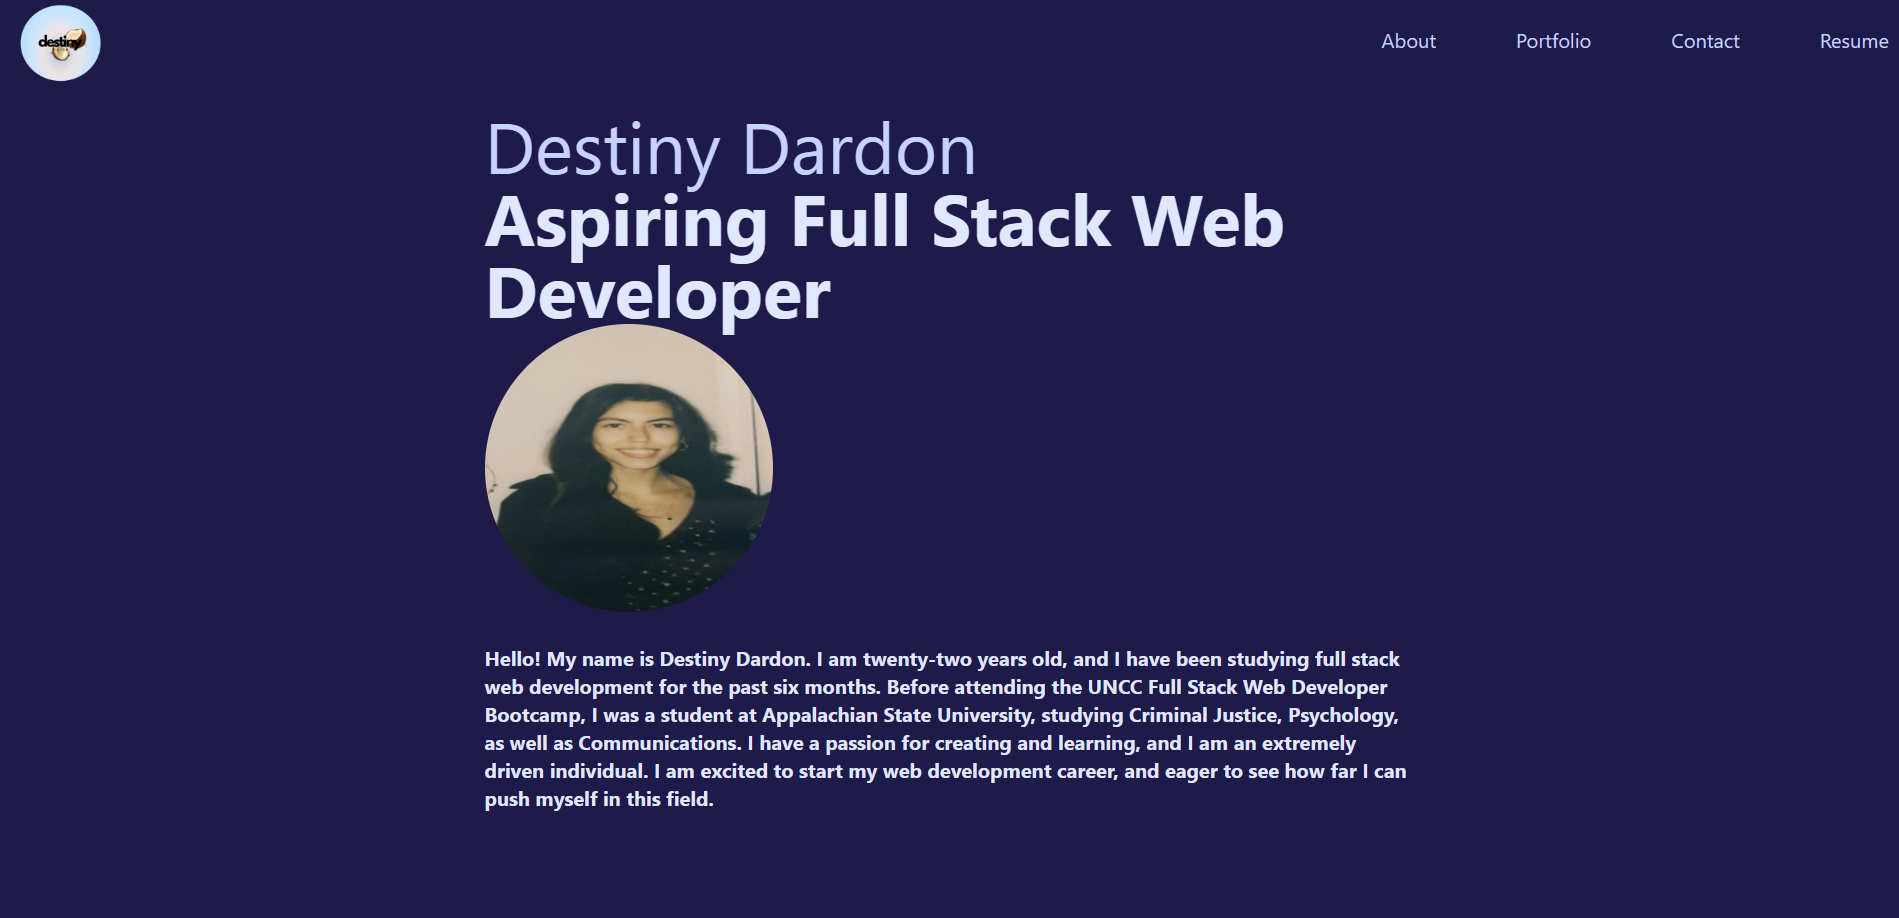 destiny
About Portfolio Contact Resume
Destiny Dardon
Aspiring Full Stack Web
Developer
Hello! My name is Destiny Dardon. I am twenty-two years old, and I have been studying full stack
web development for the past six months. Before attending the UNCC Full Stack Web Developer
Bootcamp, I was a student at Appalachian State University, studying Criminal Justice, Psychology,
as well as Communications. I have a passion for creating and learning, and I am an extremely
driven individual. I am excited to start my web development career, and eager to see how far I can
push myself in this field.